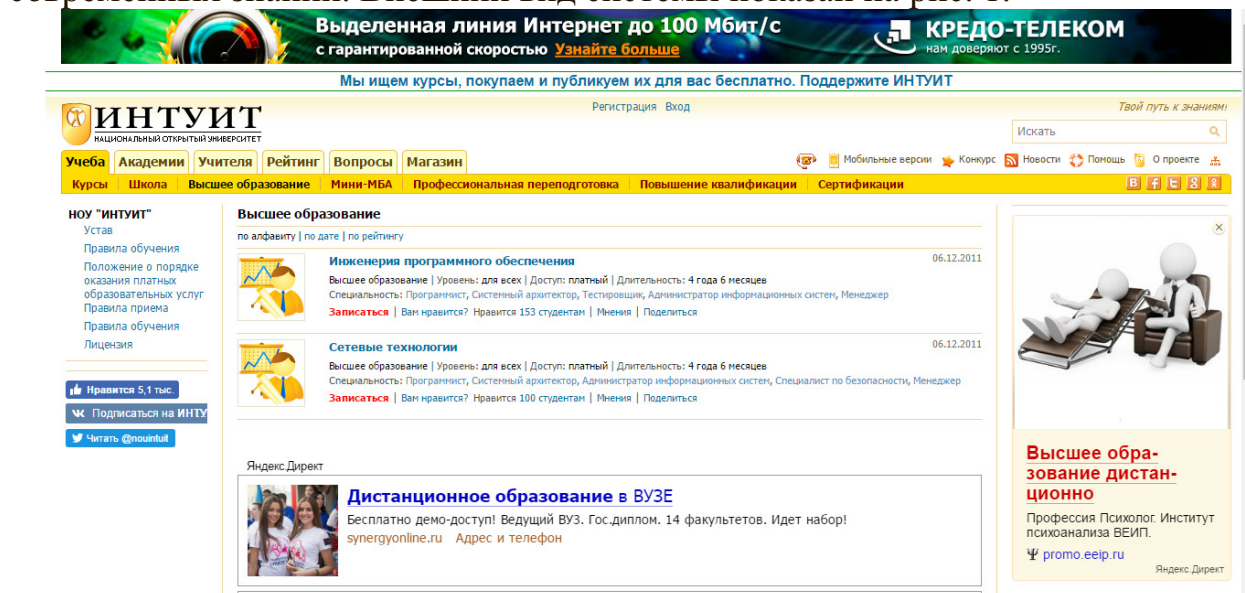 современных знаний. Внешний вид системы показан на рис. 1.
Выделенная линия Интернет до 100 Мбит/с
с гарантированной скоростью Узнайте больше
КРЕДО-ТЕЛЕКОМ
нам доверяют с 1995г.
Мы ищем курсы, покупаем и публикуем их для вас бесплатно. Поддержите ИНТУИТ
ИНТУИТ
НАЦИОНАЛЬНЫЙ ОТКРЫТЫЙ УНИВЕРСИТЕТ
Регистрация Вход
Твой путь к знаниям!
Искать
Учеба Академии Учителя Рейтинг Вопросы Магазин
Мобильные версии Конкурс Новости Помощь О проекте
Курсы Школа Высшее образование Мини-МБА Профессиональная переподготовка Повышение квалификации Сертификации
НОУ "ИНТУИТ"
Устав
Правила обучения
Положение о порядке
оказания платных
образовательных услуг
Правила приема
Правила обучения
Лицензия
Нравится 5,1 тыс.
Подписаться на ИНТУ
Читать @nouintuit
Высшее образование
по алфавиту | по дате | по рейтингу
Инженерия программного обеспечения
06.12.2011
Высшее образование | Уровень: для всех | Доступ: платный | Длительность: 4 года 6 месяцев
Специальность: Программист, Системный архитектор, Тестировщик, Администратор информационных систем, Менеджер
Записаться | Вам нравится? Нравится 153 студентам | Мнения | Поделиться
Сетевые технологии
06.12.2011
Высшее образование | Уровень: для всех | Доступ: платный | Длительность: 4 года 6 месяцев
Специальность: Программист, Системный архитектор, Администратор информационных систем, Специалист по безопасности, Менеджер
Записаться | Вам нравится? Нравится 100 студентам | Мнения | Поделиться
Яндекс.Директ
Дистанционное образование в ВУЗЕ
Бесплатно демо-доступ! Ведущий ВУЗ. Гос.диплом. 14 факультетов. Идет набор!
synergyonline.ru Адрес и телефон
Высшее обра-
зование дистан-
ционно
Профессия Психолог. Институт
психоанализа ВЕИП.
promo.eeip.ru
Яндекс.Директ